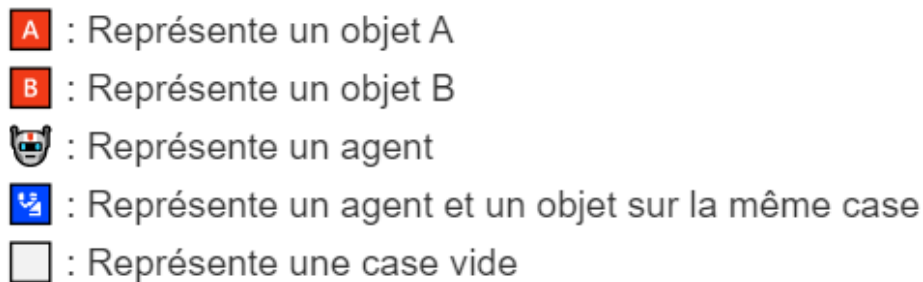 A : Représente un objet A
B : Représente un objet B
: Représente un agent
: Représente un agent et un objet sur la même case
: Représente une case vide